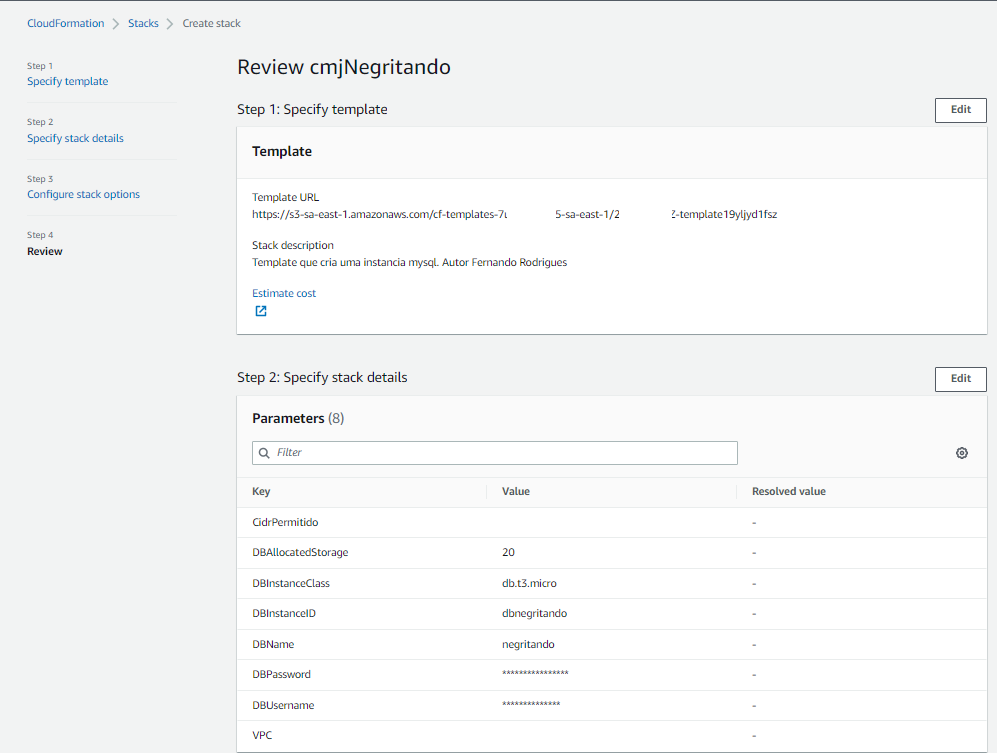 CloudFormation > Stacks > Create stack
Step 1
Specify template
Step 2
Specify stack details
Step 3
Configure stack options
Step 4
Review
Review cmjNegritando
Step 1: Specify template
Edit
Template
Template URL
https://s3-sa-east-1.amazonaws.com/cf-templates-7 5-sa-east-1/2 -template19yljyd1fsz
Stack description
Template que cria uma instancia mysql. Autor Fernando Rodrigues
Estimate cost
Step 2: Specify stack details
Edit
Parameters (8)
Filter
Key Value Resolved value
CidrPermitido -
DBAllocatedStorage 20 -
DBInstanceClass db.t3.micro -
DBInstanceID dbnegritando -
DBName negritando -
DBPassword **************** -
DBUsername ************** -
VPC -